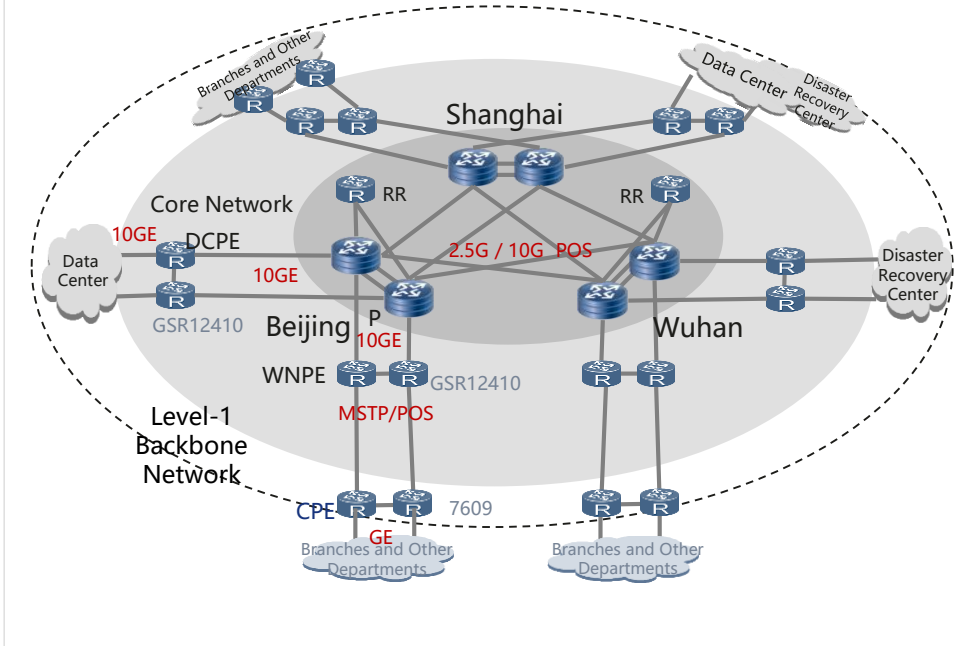 Branches and Other
Departments
R
R
R
R
Data Center
Disaster
Recovery
Center
R
R
Shanghai
R
RR
RR
R
Core Network
10GE
DCPE
R
Data
Center
10GE
2.5G / 10G POS
R
Disaster
Recovery
Center
R
GSR12410
R
Beijing
P
10GE
Wuhan
WNPE
R
R
GSR12410
R
R
MSTP/POS
Level-1
Backbone
Network
CPE
R
R
7609
R
R
GE
Branches and Other
Departments
Branches and Other
Departments